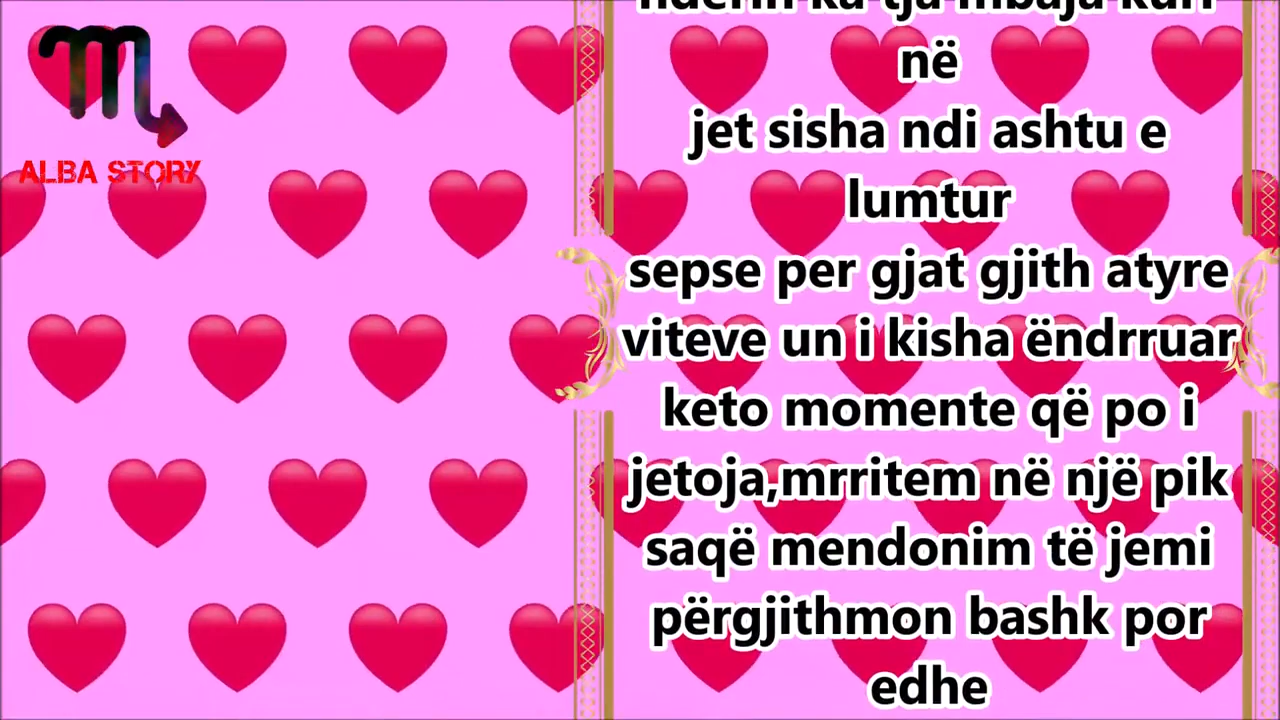 ALBA STORY
në
jet sisha ndi ashtu e
lumtur
sepse per gjat gjith atyre
viteve un i kisha ëndrruar
keto momente që po i
jetoja,mrritem në një pik
saqë mendonim të jemi
përgjithmon bashk por
edhe